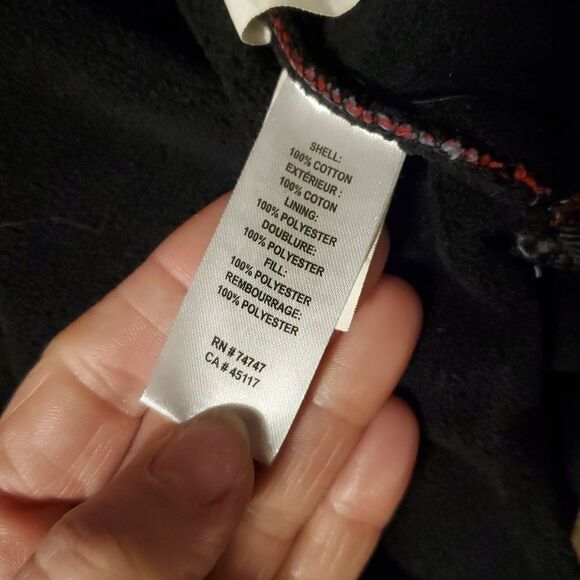 SHELL:
100% COTTON
EXTÉRIEUR :
100% COTON
LINING:
100% POLYESTER
DOUBLURE:
100% POLYESTER
FILL:
100% POLYESTER
REMBOURRAGE:
100% POLYESTER
RN # 74747
CA # 45117